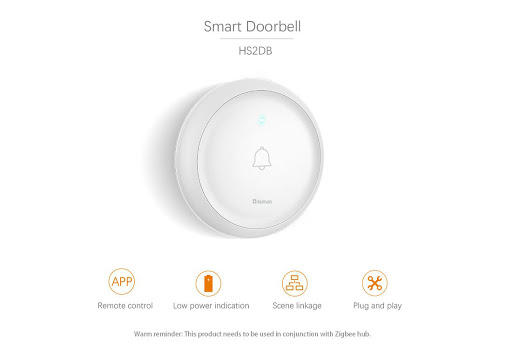 Smart Doorbell
HS2DB
Heiman
APP
Remote control
Low power indication
Scene linkage
Plug and play
Warm reminder: This product needs to be used in conjunction with Zigbee hub.